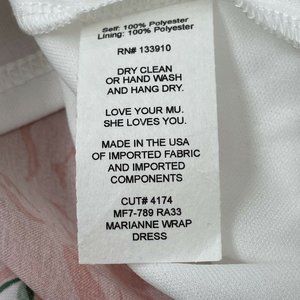 Self: 100% Polyester
Lining: 100% Polyester
RN# 133910
DRY CLEAN
OR HAND WASH
AND HANG DRY.
LOVE YOUR MU.
SHE LOVES YOU.
MADE IN THE USA
OF IMPORTED FABRIC
AND IMPORTED
COMPONENTS
CUT# 4174
MF7-789 RA33
MARIANNE WRAP
DRESS